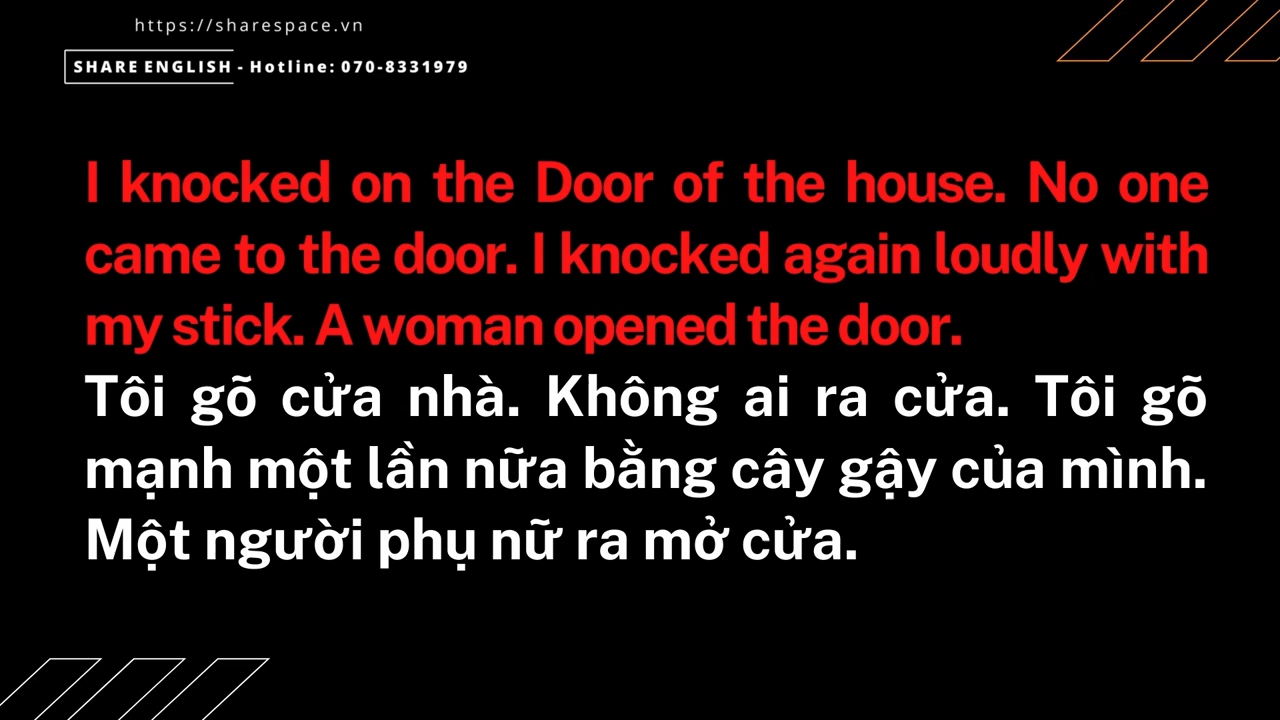 https://sharespace.vn
SHARE ENGLISH - Hotline: 070-8331979
I knocked on the Door of the house. No one
came to the door. I knocked again loudly with
my stick. A woman opened the door.
Tôi gõ cửa nhà. Không ai ra cửa. Tôi gõ
mạnh một lần nữa bằng cây gậy của mình.
Một người phụ nữ ra mở cửa.